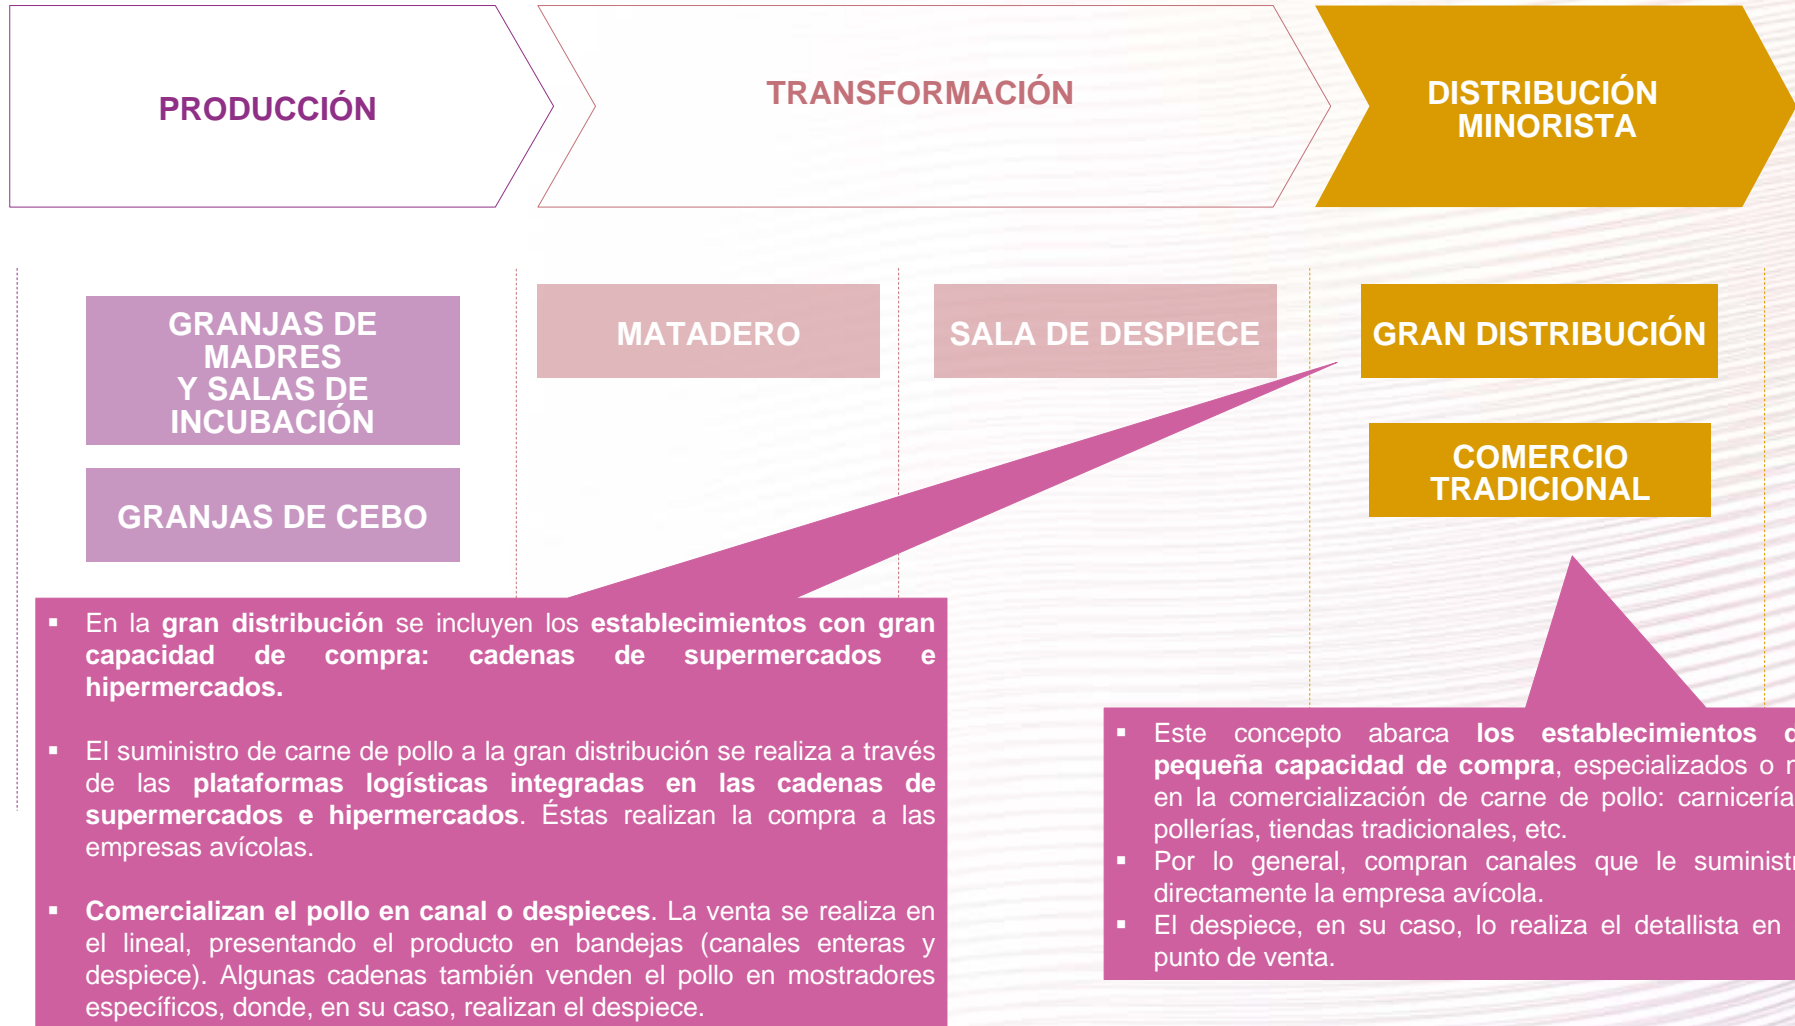 PRODUCCIÓN
TRANSFORMACIÓN
DISTRIBUCIÓN
MINORISTA
GRANJAS DE
MADRES
Y SALAS DE
INCUBACIÓN
GRANJAS DE CEBO
MATADERO
SALA DE DESPIECE
GRAN DISTRIBUCIÓN
COMERCIO
TRADICIONAL
▪ En la gran distribución se incluyen los establecimientos con gran
capacidad de compra: cadenas de supermercados e
hipermercados.
▪ El suministro de carne de pollo a la gran distribución se realiza a través
de las plataformas logísticas integradas en las cadenas de
supermercados e hipermercados. Éstas realizan la compra a las
empresas avícolas.
▪ Comercializan el pollo en canal o despieces. La venta se realiza en
el lineal, presentando el producto en bandejas (canales enteras y
despiece). Algunas cadenas también venden el pollo en mostradores
específicos, donde, en su caso, realizan el despiece.
▪ Este concepto abarca los establecimientos
pequeña capacidad de compra, especializados o
en la comercialización de carne de pollo:
pollerías, tiendas tradicionales, etc.
▪ Por lo general, compran canales que le
directamente la empresa avícola.
▪ El despiece, en su caso, lo realiza el detallista en
punto de venta.